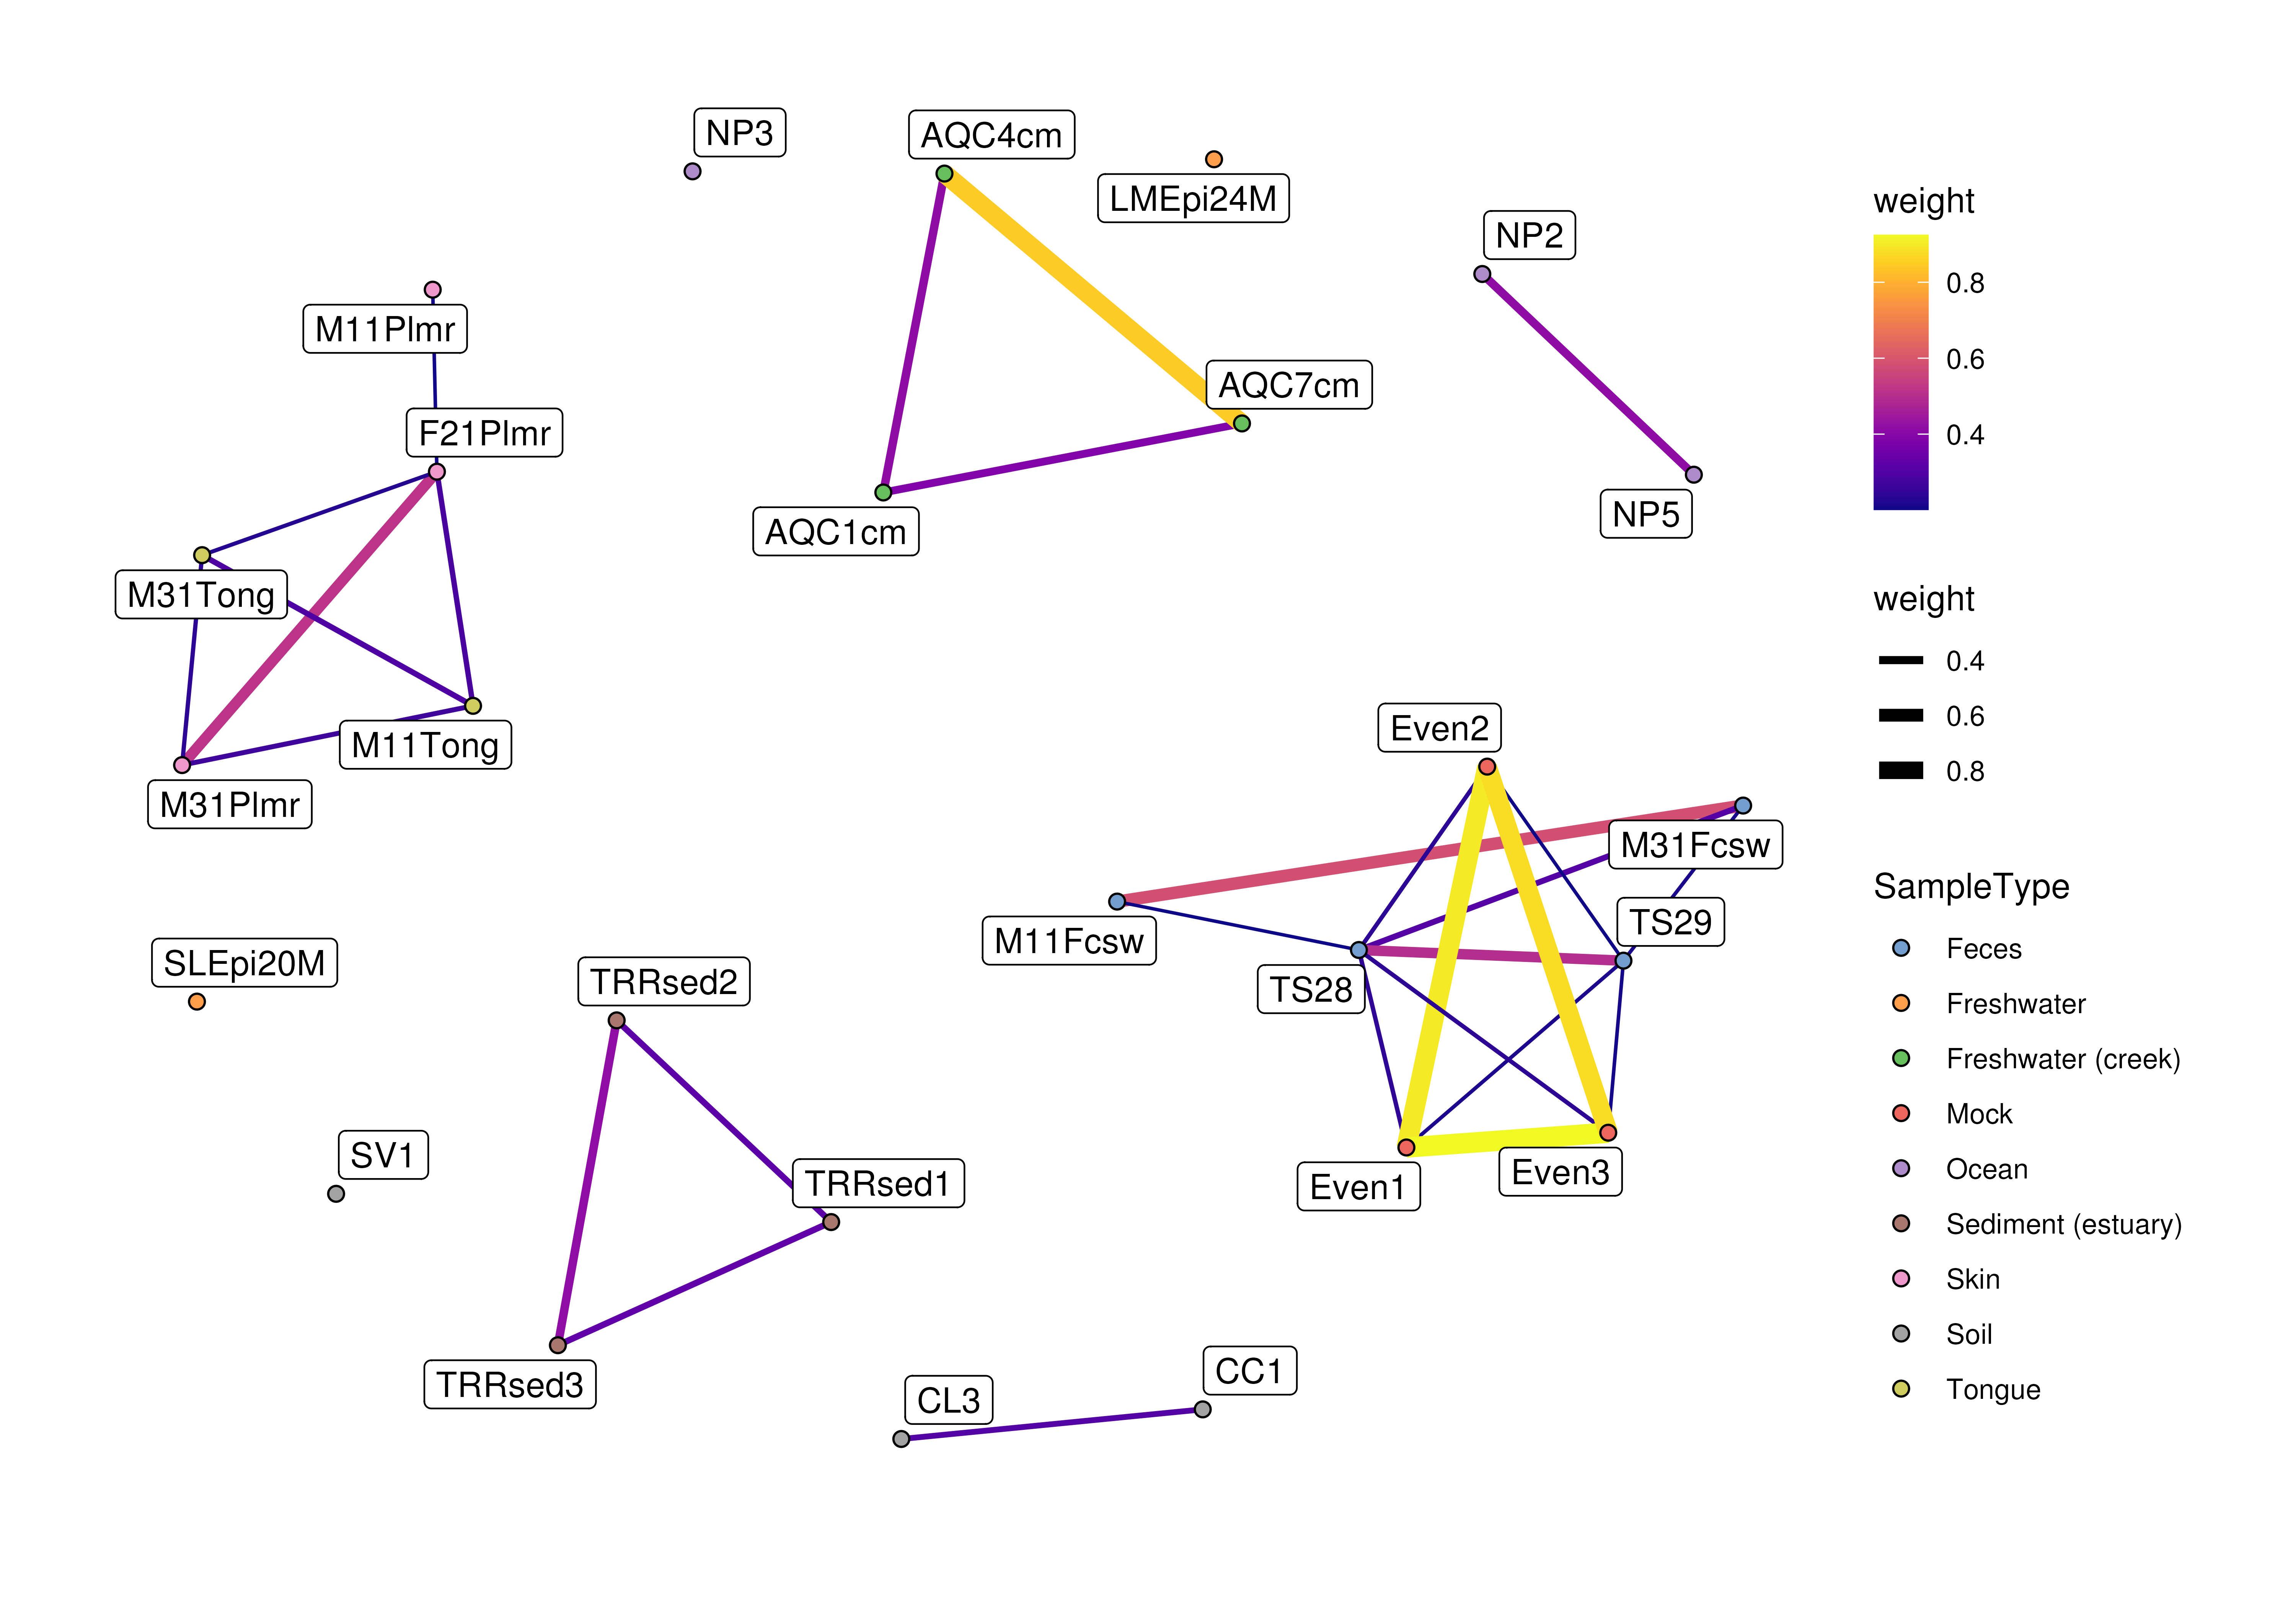 NP3
AQC4cm
LMEpi24M
NP2
M11Plmr
AQC7cm
F21Plmr
NP5
AQC1cm
M31Tong
M11Tong
M31Plmr
Even2
M31Fcsw
TS29
M11Fcsw
SLEpi20M
TRRsed2
TS28
SV1
TRRsed1
Even3
Even1
TRRsed3
CC1
CL3
weight
0.8
0.6
0.4
weight
0.4
0.6
0.8
SampleType
Feces
Freshwater
Freshwater (creek)
Mock
Ocean
Sediment (estuary)
Skin
Soil
Tongue